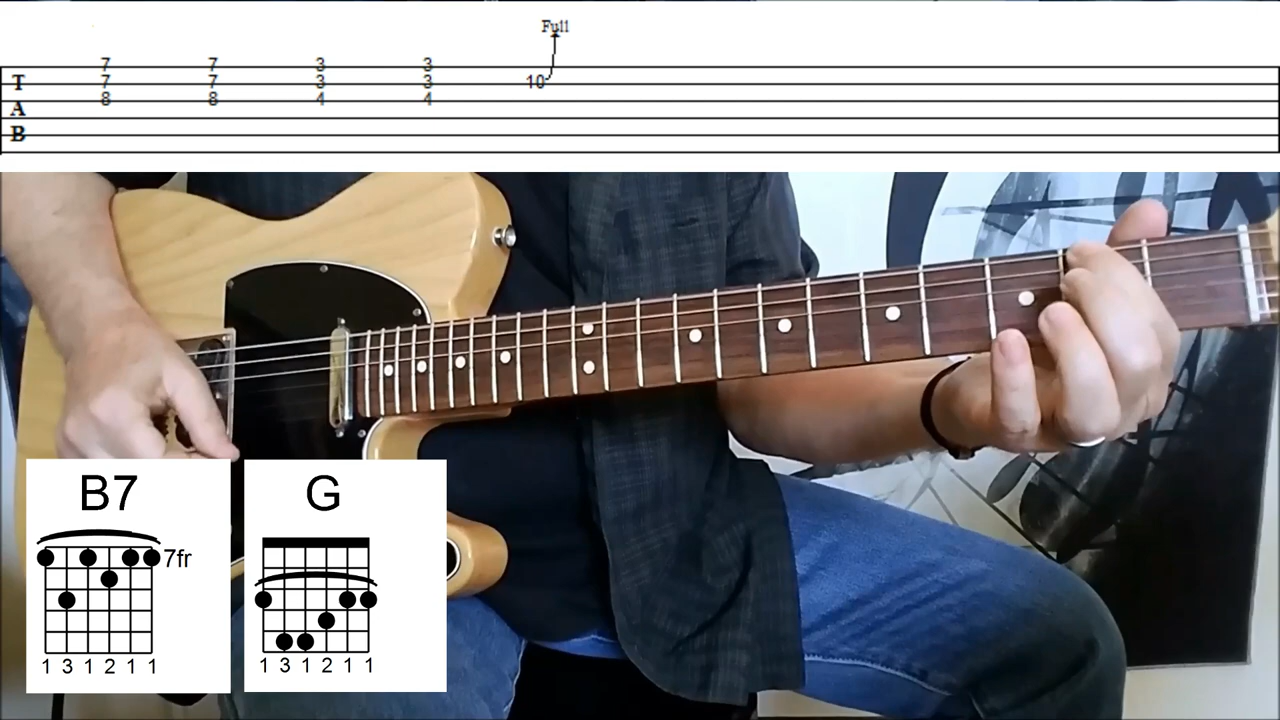 Full
7 7 3 3
T 7 7 3 3 10
A 8 8 4 4
B
B7 G
7fr
1 3 1 2 1 1 1 3 1 2 1 1